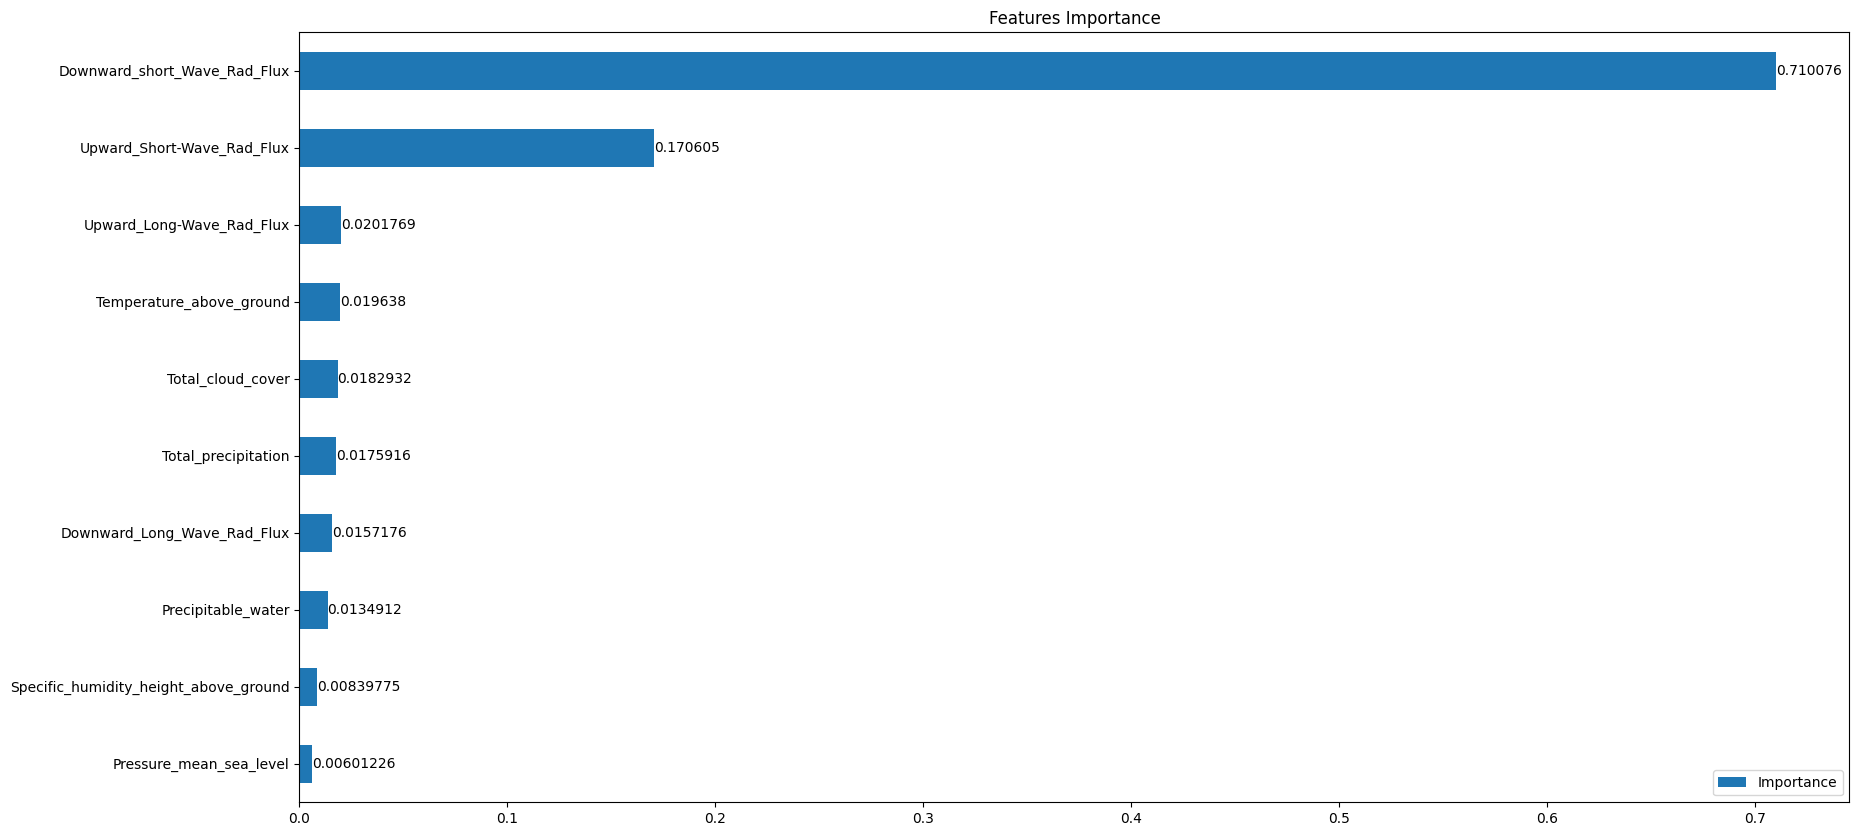 Features Importance
Downward_short_Wave_Rad_Flux 0.710076
Upward_Short-Wave_Rad_Flux 0.170605
Upward_Long-Wave_Rad_Flux 0.0201769
Temperature_above_ground 0.019638
Total_cloud_cover 0.0182932
Total_precipitation 0.0175916
Downward_Long_Wave_Rad_Flux 0.0157176
Precipitable_water 0.0134912
Specific_humidity_height_above_ground 0.00839775
Pressure_mean_sea_level 0.00601226
Importance
0.0 0.1 0.2 0.3 0.4 0.5 0.6 0.7